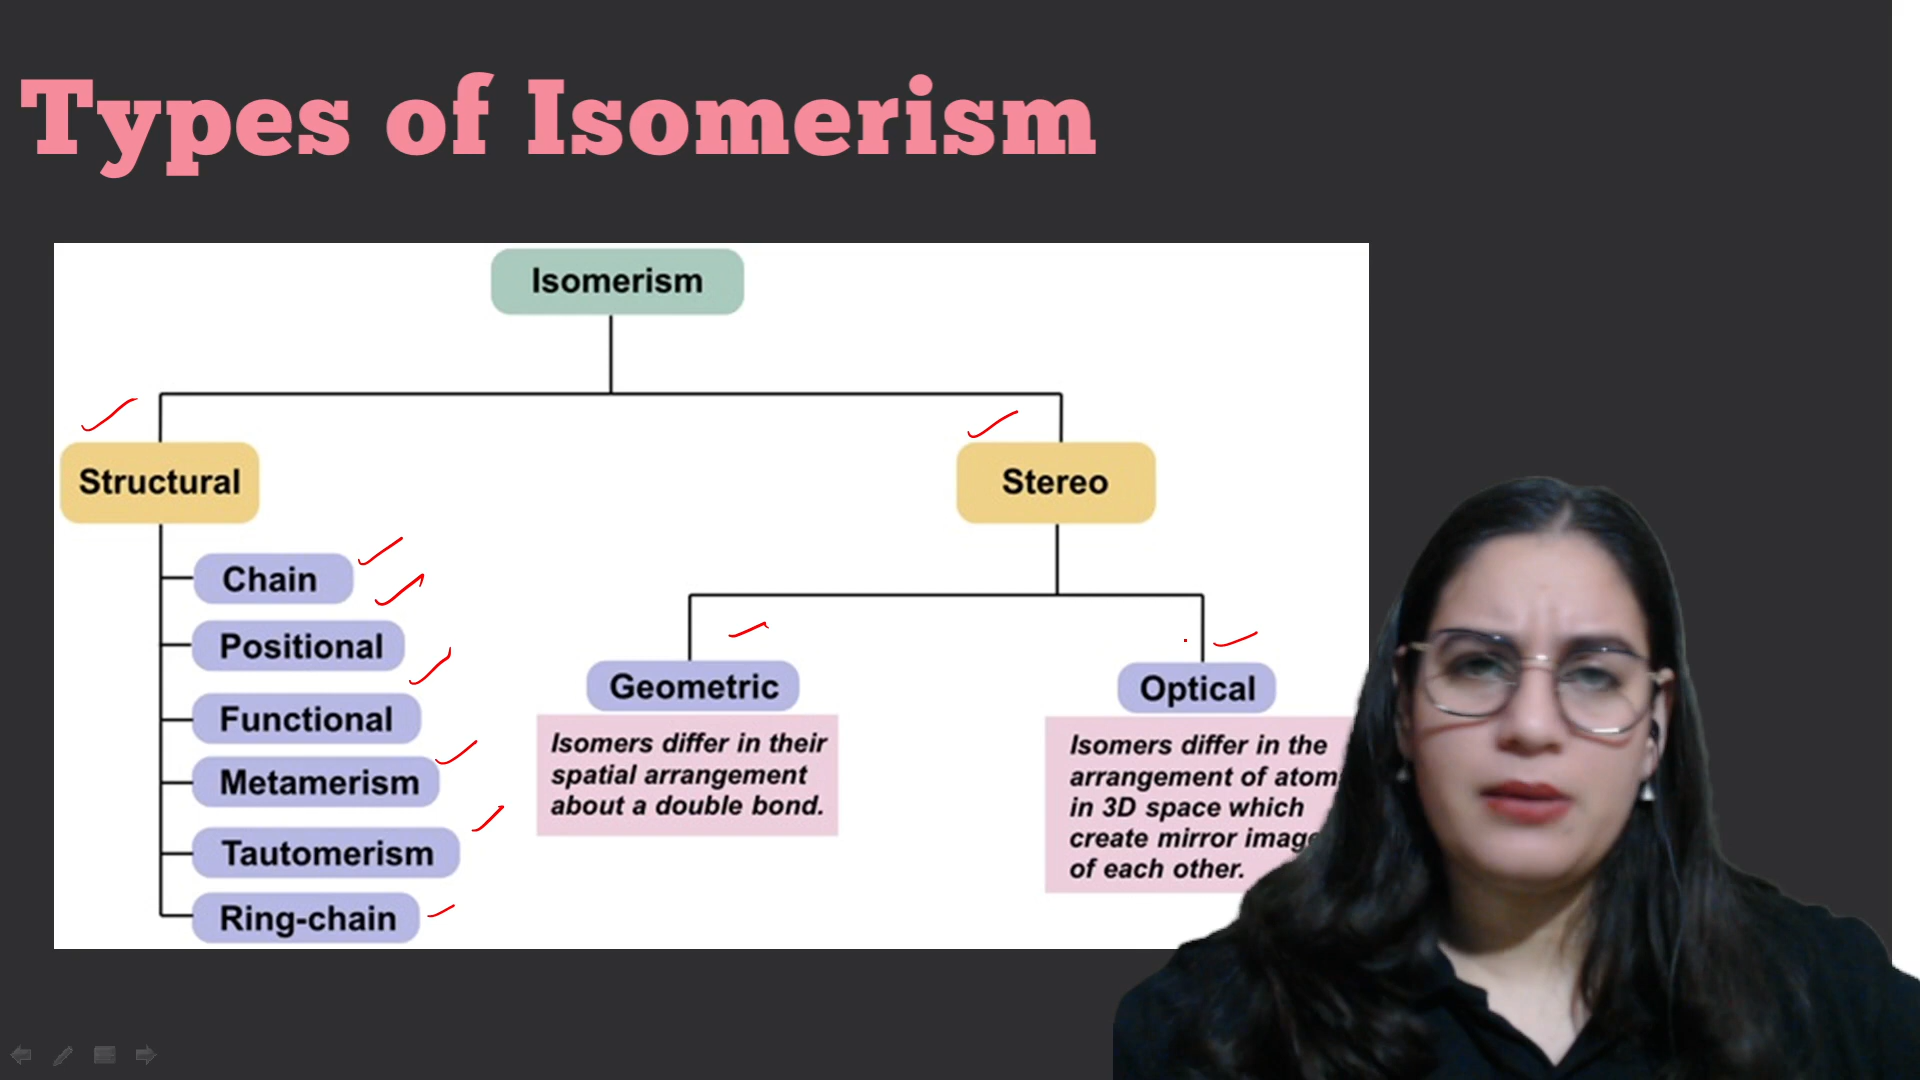 Types of Isomerism
Isomerism
Structural
Stereo
Chain
Positional
Functional
Metamerism
Tautomerism
Ring-chain
Geometric
Isomers differ in their
spatial arrangement
about a double bond.
Optical
Isomers differ in the
arrangement of atom
in 3D space which
create mirror imag
of each other.